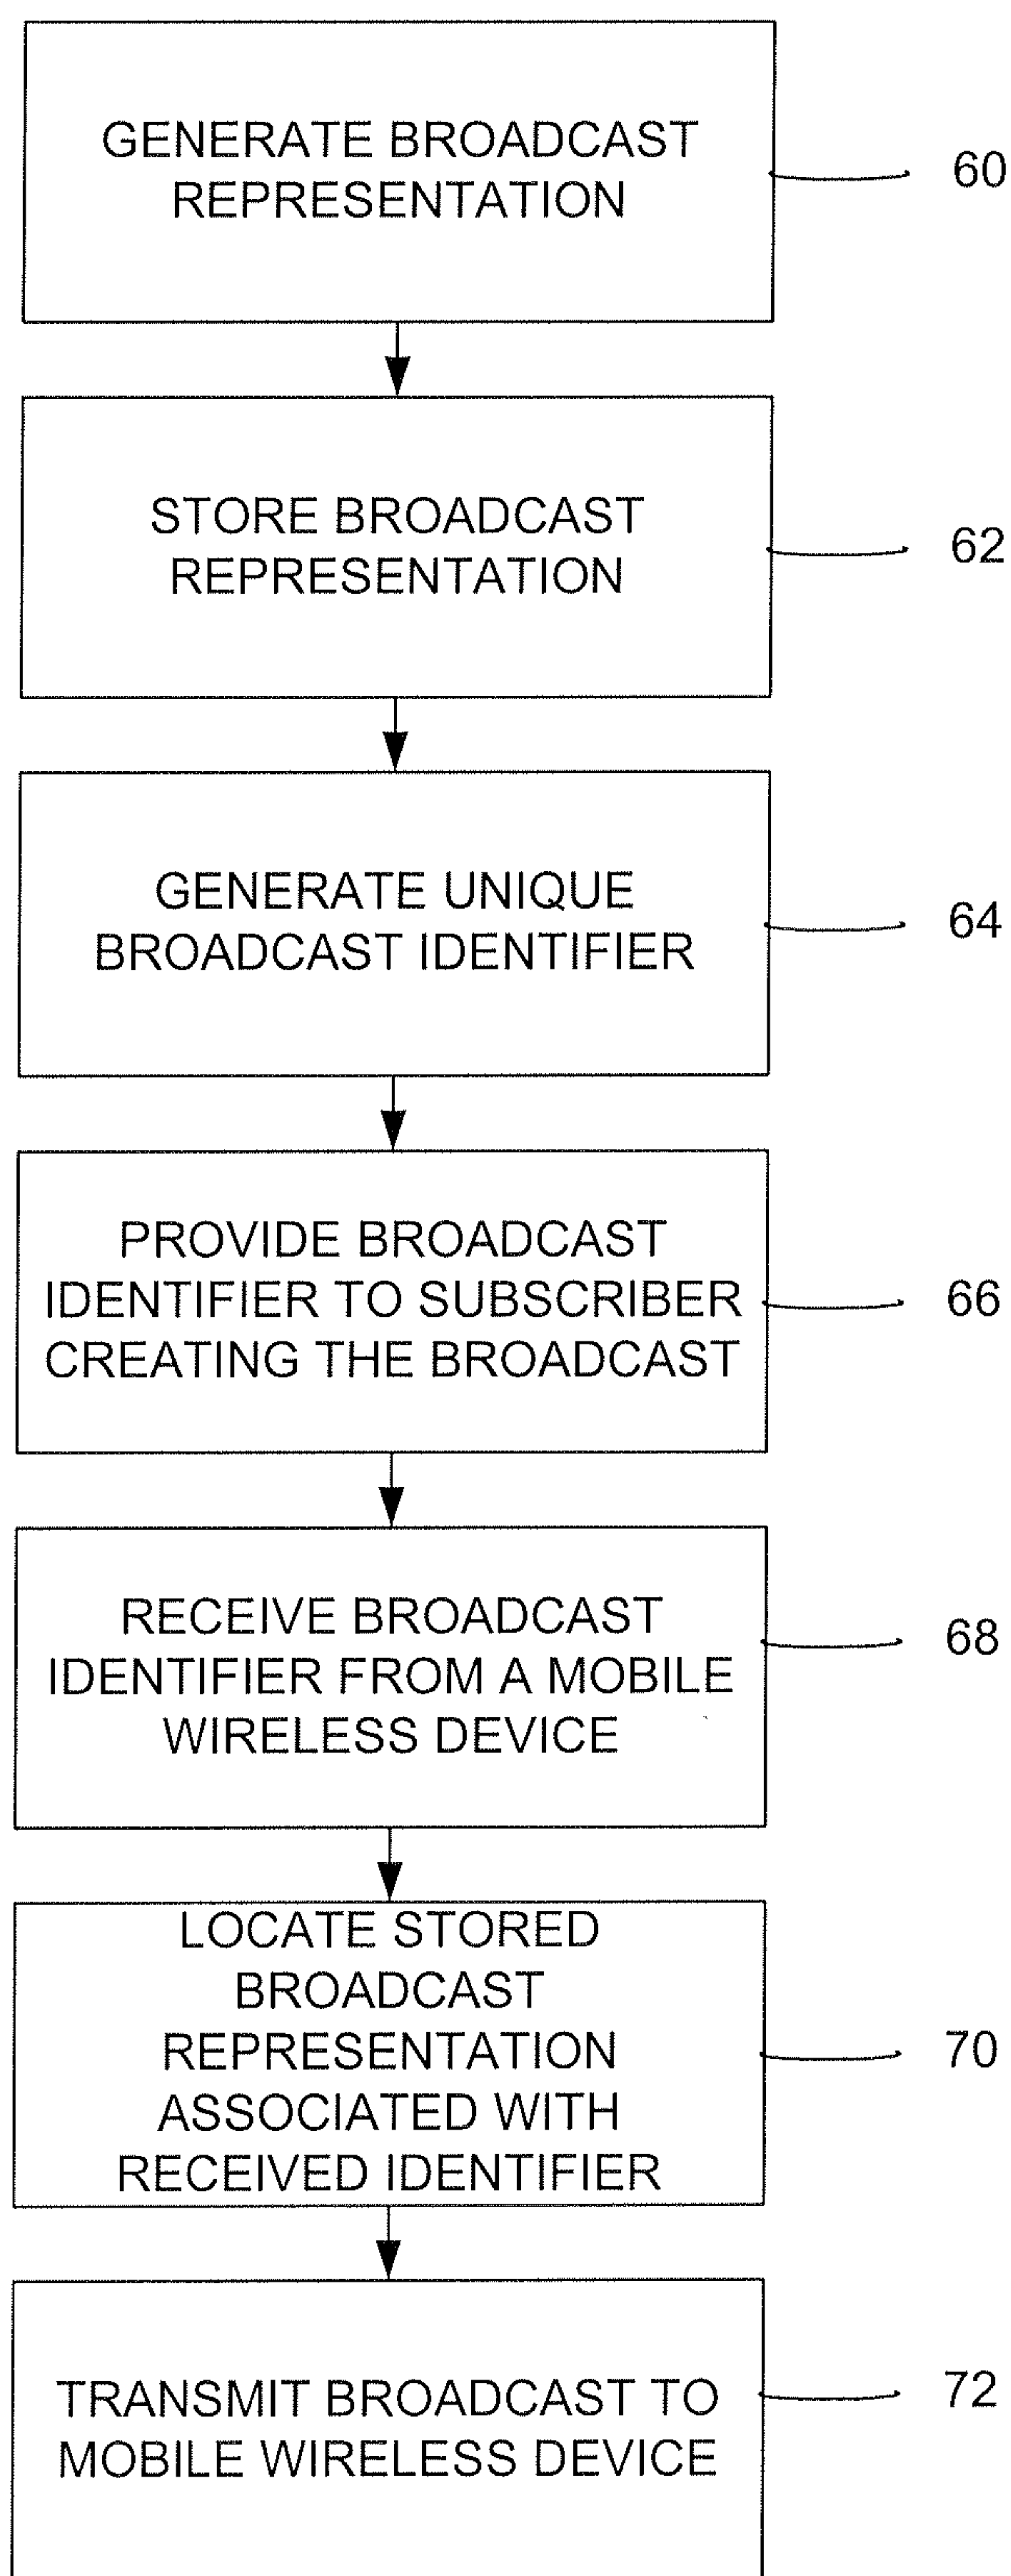 GENERATE BROADCAST
REPRESENTATION
60
STORE BROADCAST
REPRESENTATION
62
GENERATE UNIQUE
BROADCAST IDENTIFIER
64
PROVIDE BROADCAST
IDENTIFIER TO SUBSCRIBER
CREATING THE BROADCAST
66
RECEIVE BROADCAST
IDENTIFIER FROM A MOBILE
WIRELESS DEVICE
68
LOCATE STORED
BROADCAST
REPRESENTATION
ASSOCIATED WITH
RECEIVED IDENTIFIER
70
TRANSMIT BROADCAST TO
MOBILE WIRELESS DEVICE
72